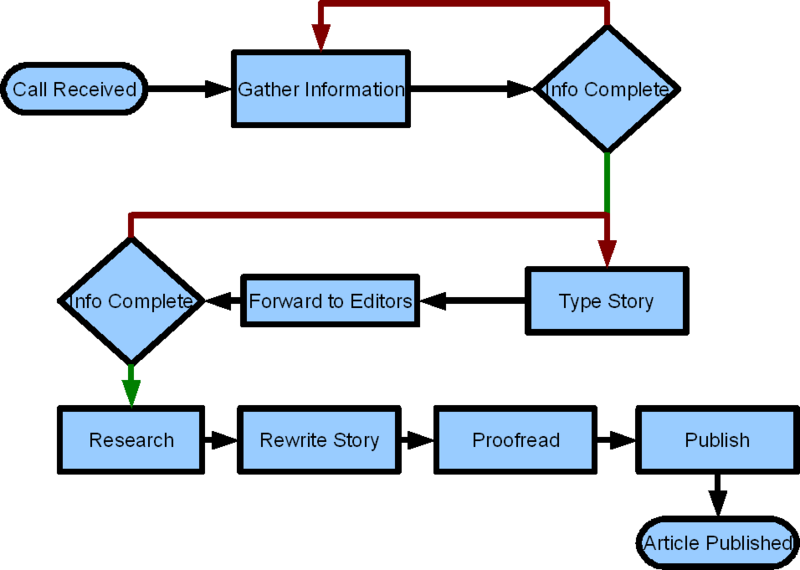 Call Received
Gather Information
Info Complete
Info Complete
Forward to Editors
Type Story
Research
Rewrite Story
Proofread
Publish
Article Published